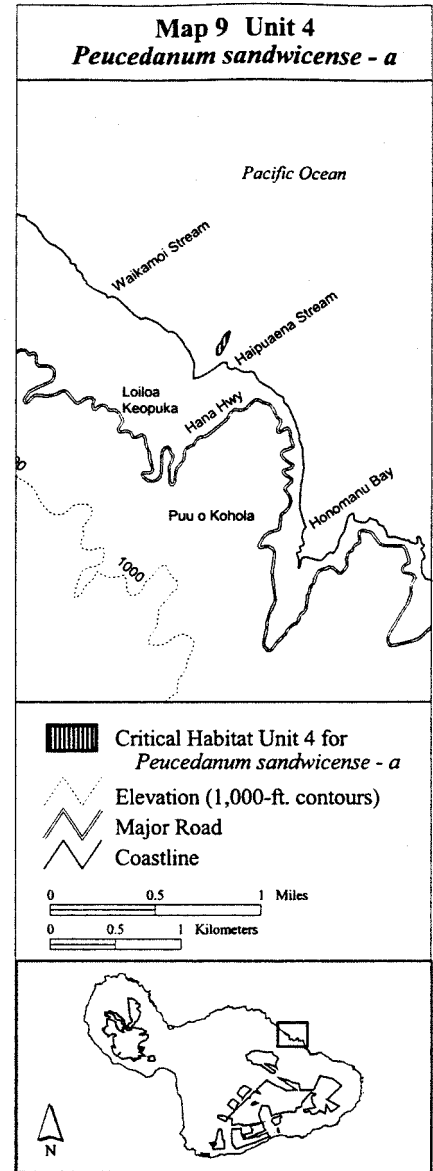 Map 9 Unit 4
Peucedanum sandwicense - a
Pacific Ocean
Waikamoi Stream
Haipuaena Stream
Loiloa
Keopuka
Hana Hwy
Honomanu Bay
Puu o Kohola
1000
Critical Habitat Unit 4 for
Peucedanum sandwicense - a
Elevation (1,000-ft. contours)
Major Road
Coastline
0 0.5 1 Miles
0 0.5 1 Kilometers
N